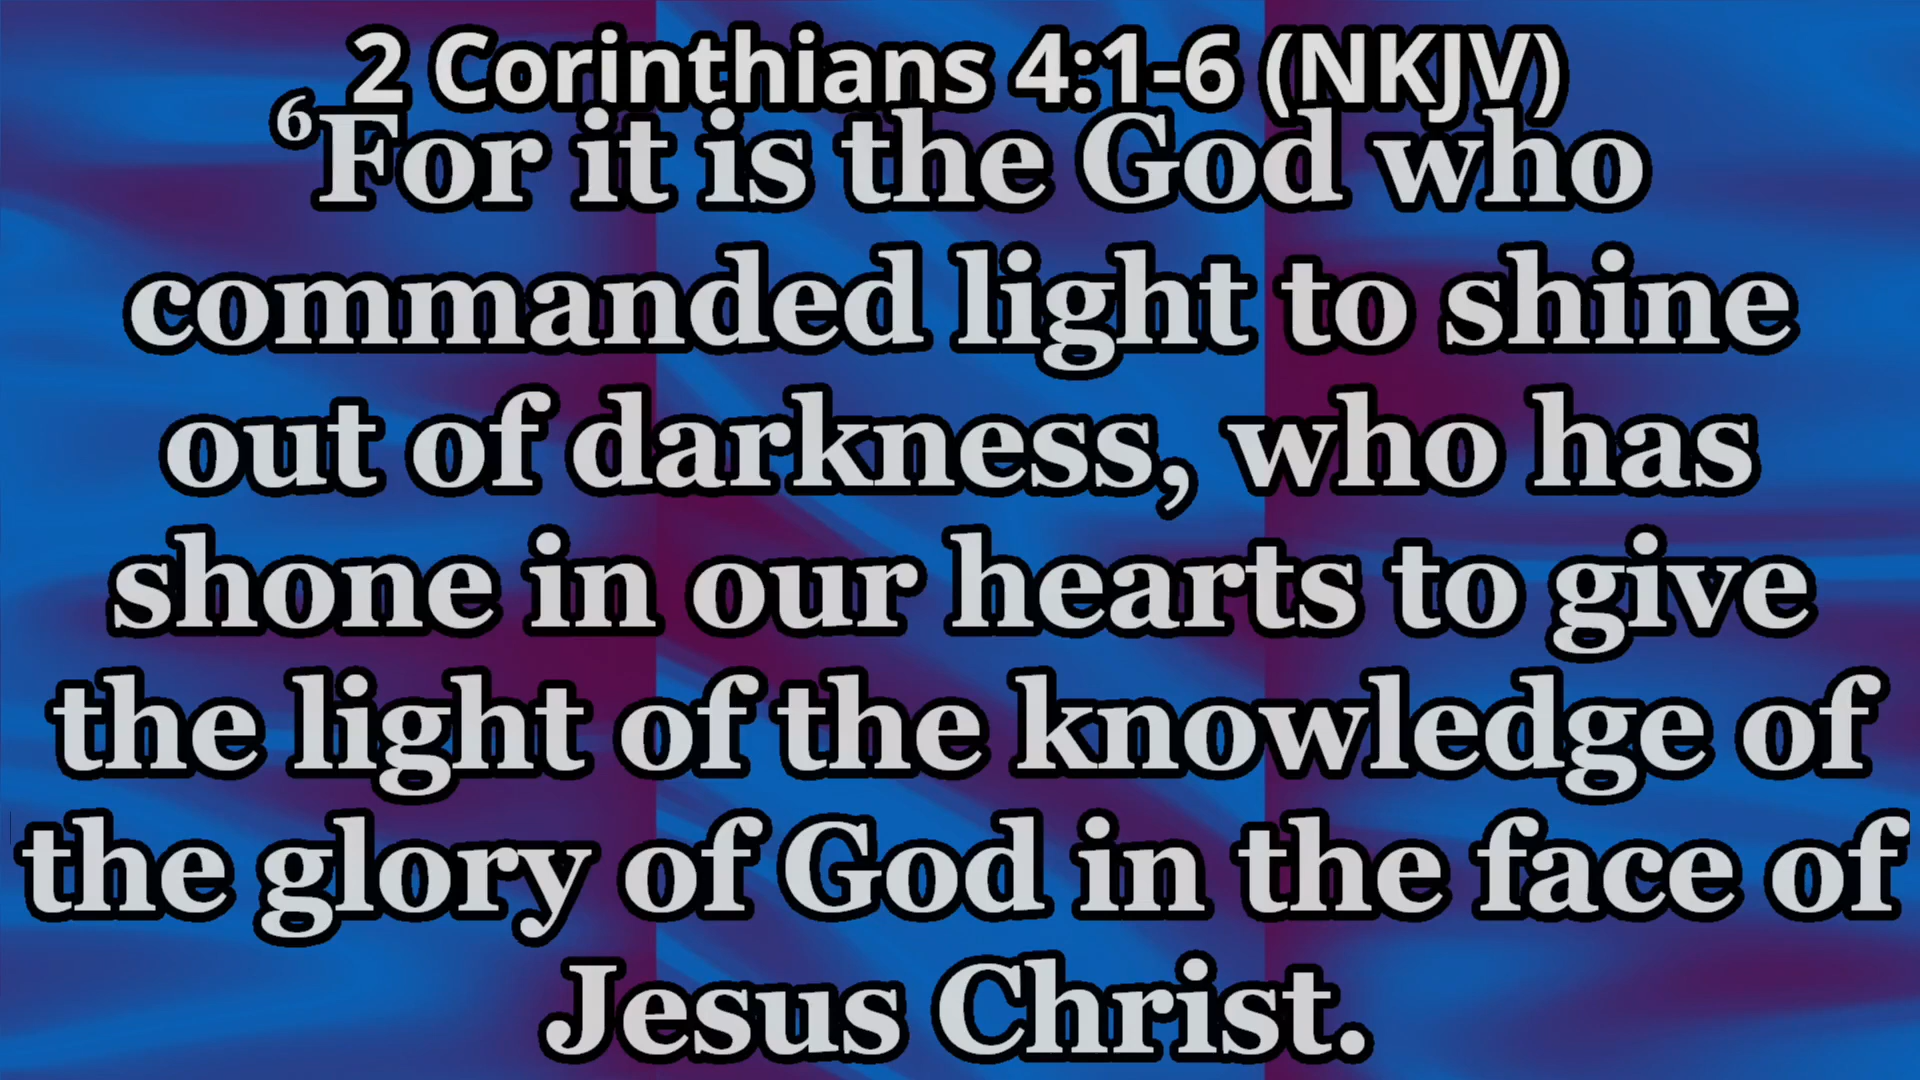 2 Corinthians 4:1-6 (NKJV)
⁶For it is the God who
commanded light to shine
out of darkness, who has
shone in our hearts to give
the light of the knowledge of
the glory of God in the face of
Jesus Christ.